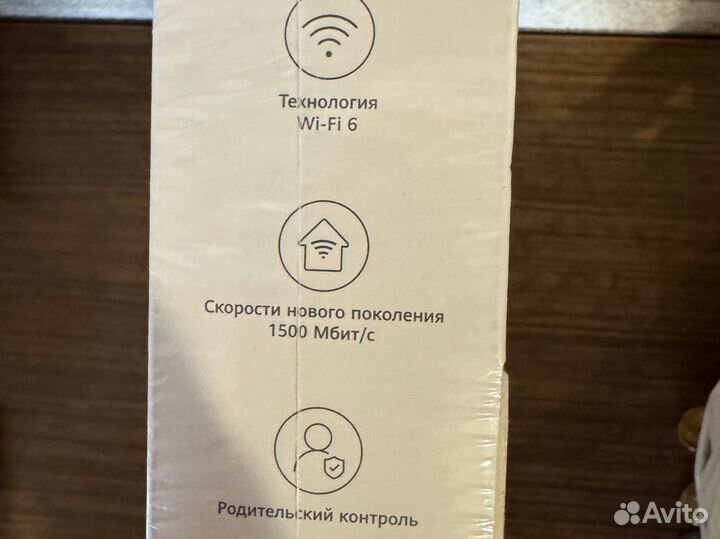 Технология
Wi-Fi 6
Скорости нового поколения
1500 Мбит/с
Родительский контроль
Avito